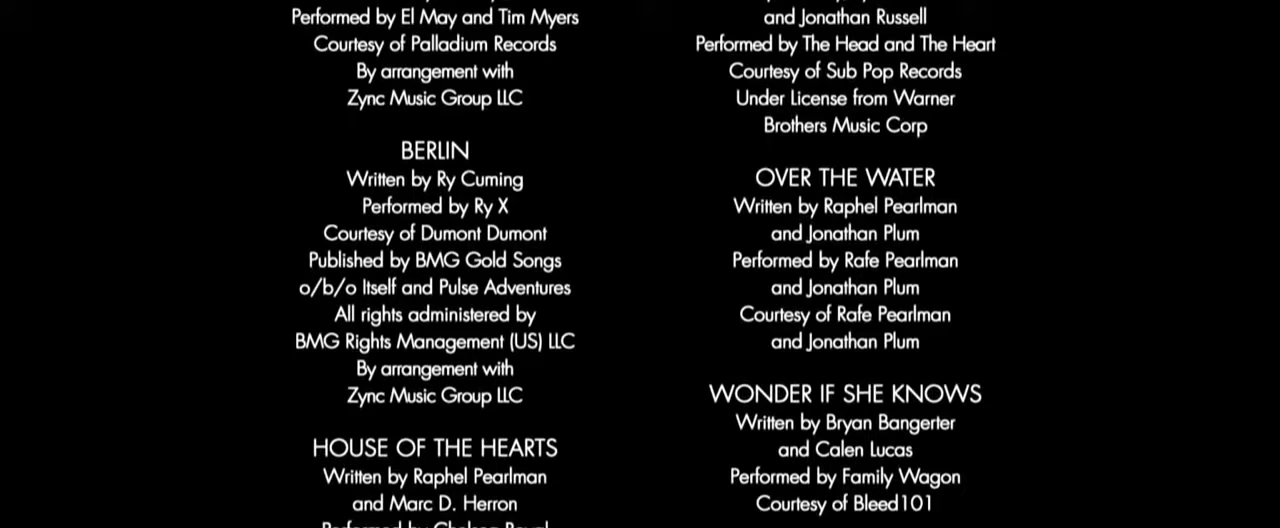 Performed by El May and Tim Myers
Courtesy of Palladium Records
By arrangement with
Zync Music Group LLC
BERLIN
Written by Ry Cuming
Performed by Ry X
Courtesy of Dumont Dumont
Published by BMG Gold Songs
o/b/o Itself and Pulse Adventures
All rights administered by
BMG Rights Management (US) LLC
By arrangement with
Zync Music Group LLC
HOUSE OF THE HEARTS
Written by Raphel Pearlman
and Marc D. Herron
Performed by Chelsea
and Jonathan Russell
Performed by The Head and The Heart
Courtesy of Sub Pop Records
Under License from Warner
Brothers Music Corp
OVER THE WATER
Written by Raphel Pearlman
and Jonathan Plum
Performed by Rafe Pearlman
and Jonathan Plum
Courtesy of Rafe Pearlman
and Jonathan Plum
WONDER IF SHE KNOWS
Written by Bryan Bangerter
and Calen Lucas
Performed by Family Wagon
Courtesy of Bleed101